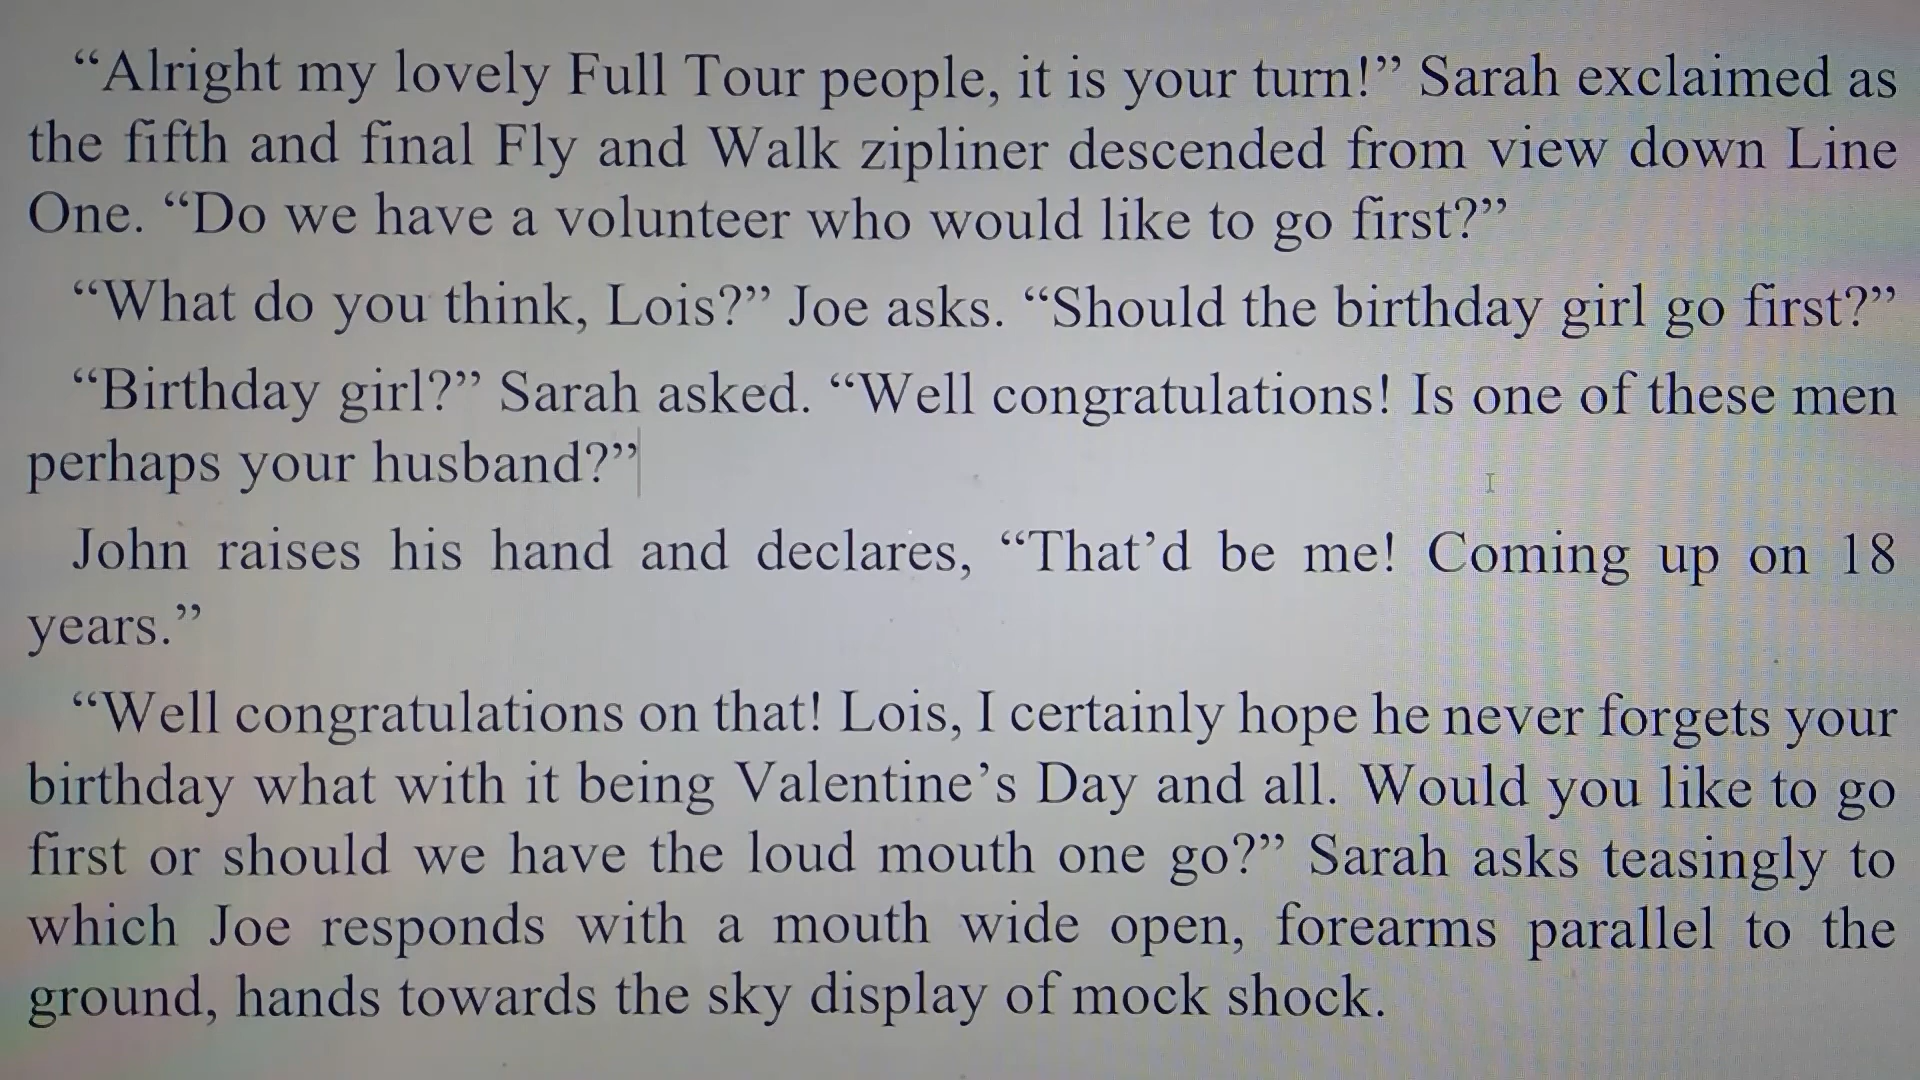 “Alright my lovely Full Tour people, it is your turn!” Sarah exclaimed as
the fifth and final Fly and Walk zipliner descended from view down Line
One. “Do we have a volunteer who would like to go first?”
“What do you think, Lois?” Joe asks. “Should the birthday girl go first?”
“Birthday girl?” Sarah asked. “Well congratulations! Is one of these men
perhaps your husband?”
John raises his hand and declares, “That’d be me! Coming up on 18
years.”
“Well congratulations on that! Lois, I certainly hope he never forgets your
birthday what with it being Valentine’s Day and all. Would you like to go
first or should we have the loud mouth one go?” Sarah asks teasingly to
which Joe responds with a mouth wide open, forearms parallel to the
ground, hands towards the sky display of mock shock.